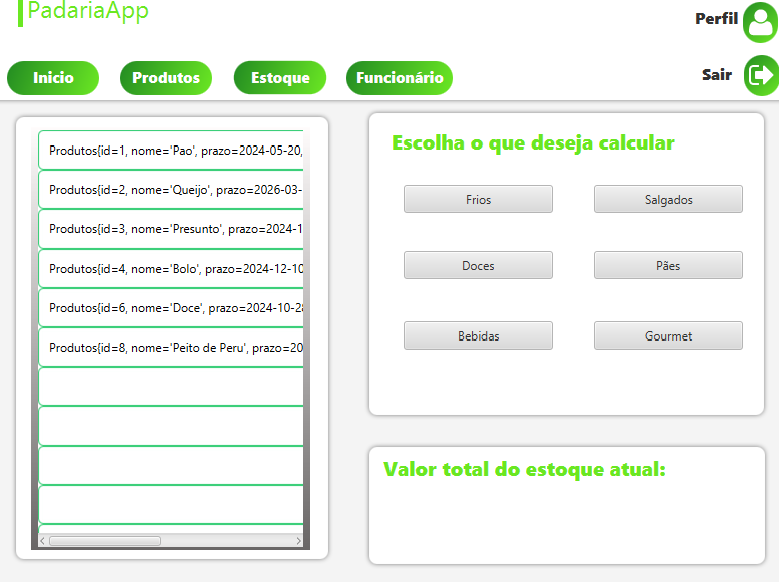 PadariaApp
Perfil
Inicio
Produtos
Estoque
Funcionário
Sair
Produtos{id=1, nome='Pao', prazo=2024-05-20,
Produtos{id=2, nome='Queijo', prazo=2026-03-
Produtos{id=3, nome='Presunto', prazo=2024-1
Produtos{id=4, nome='Bolo', prazo=2024-12-10
Produtos{id=6, nome='Doce', prazo=2024-10-28
Produtos{id=8, nome='Peito de Peru', prazo=20
Escolha o que deseja calcular
Frios
Salgados
Doces
Pães
Bebidas
Gourmet
Valor total do estoque atual: